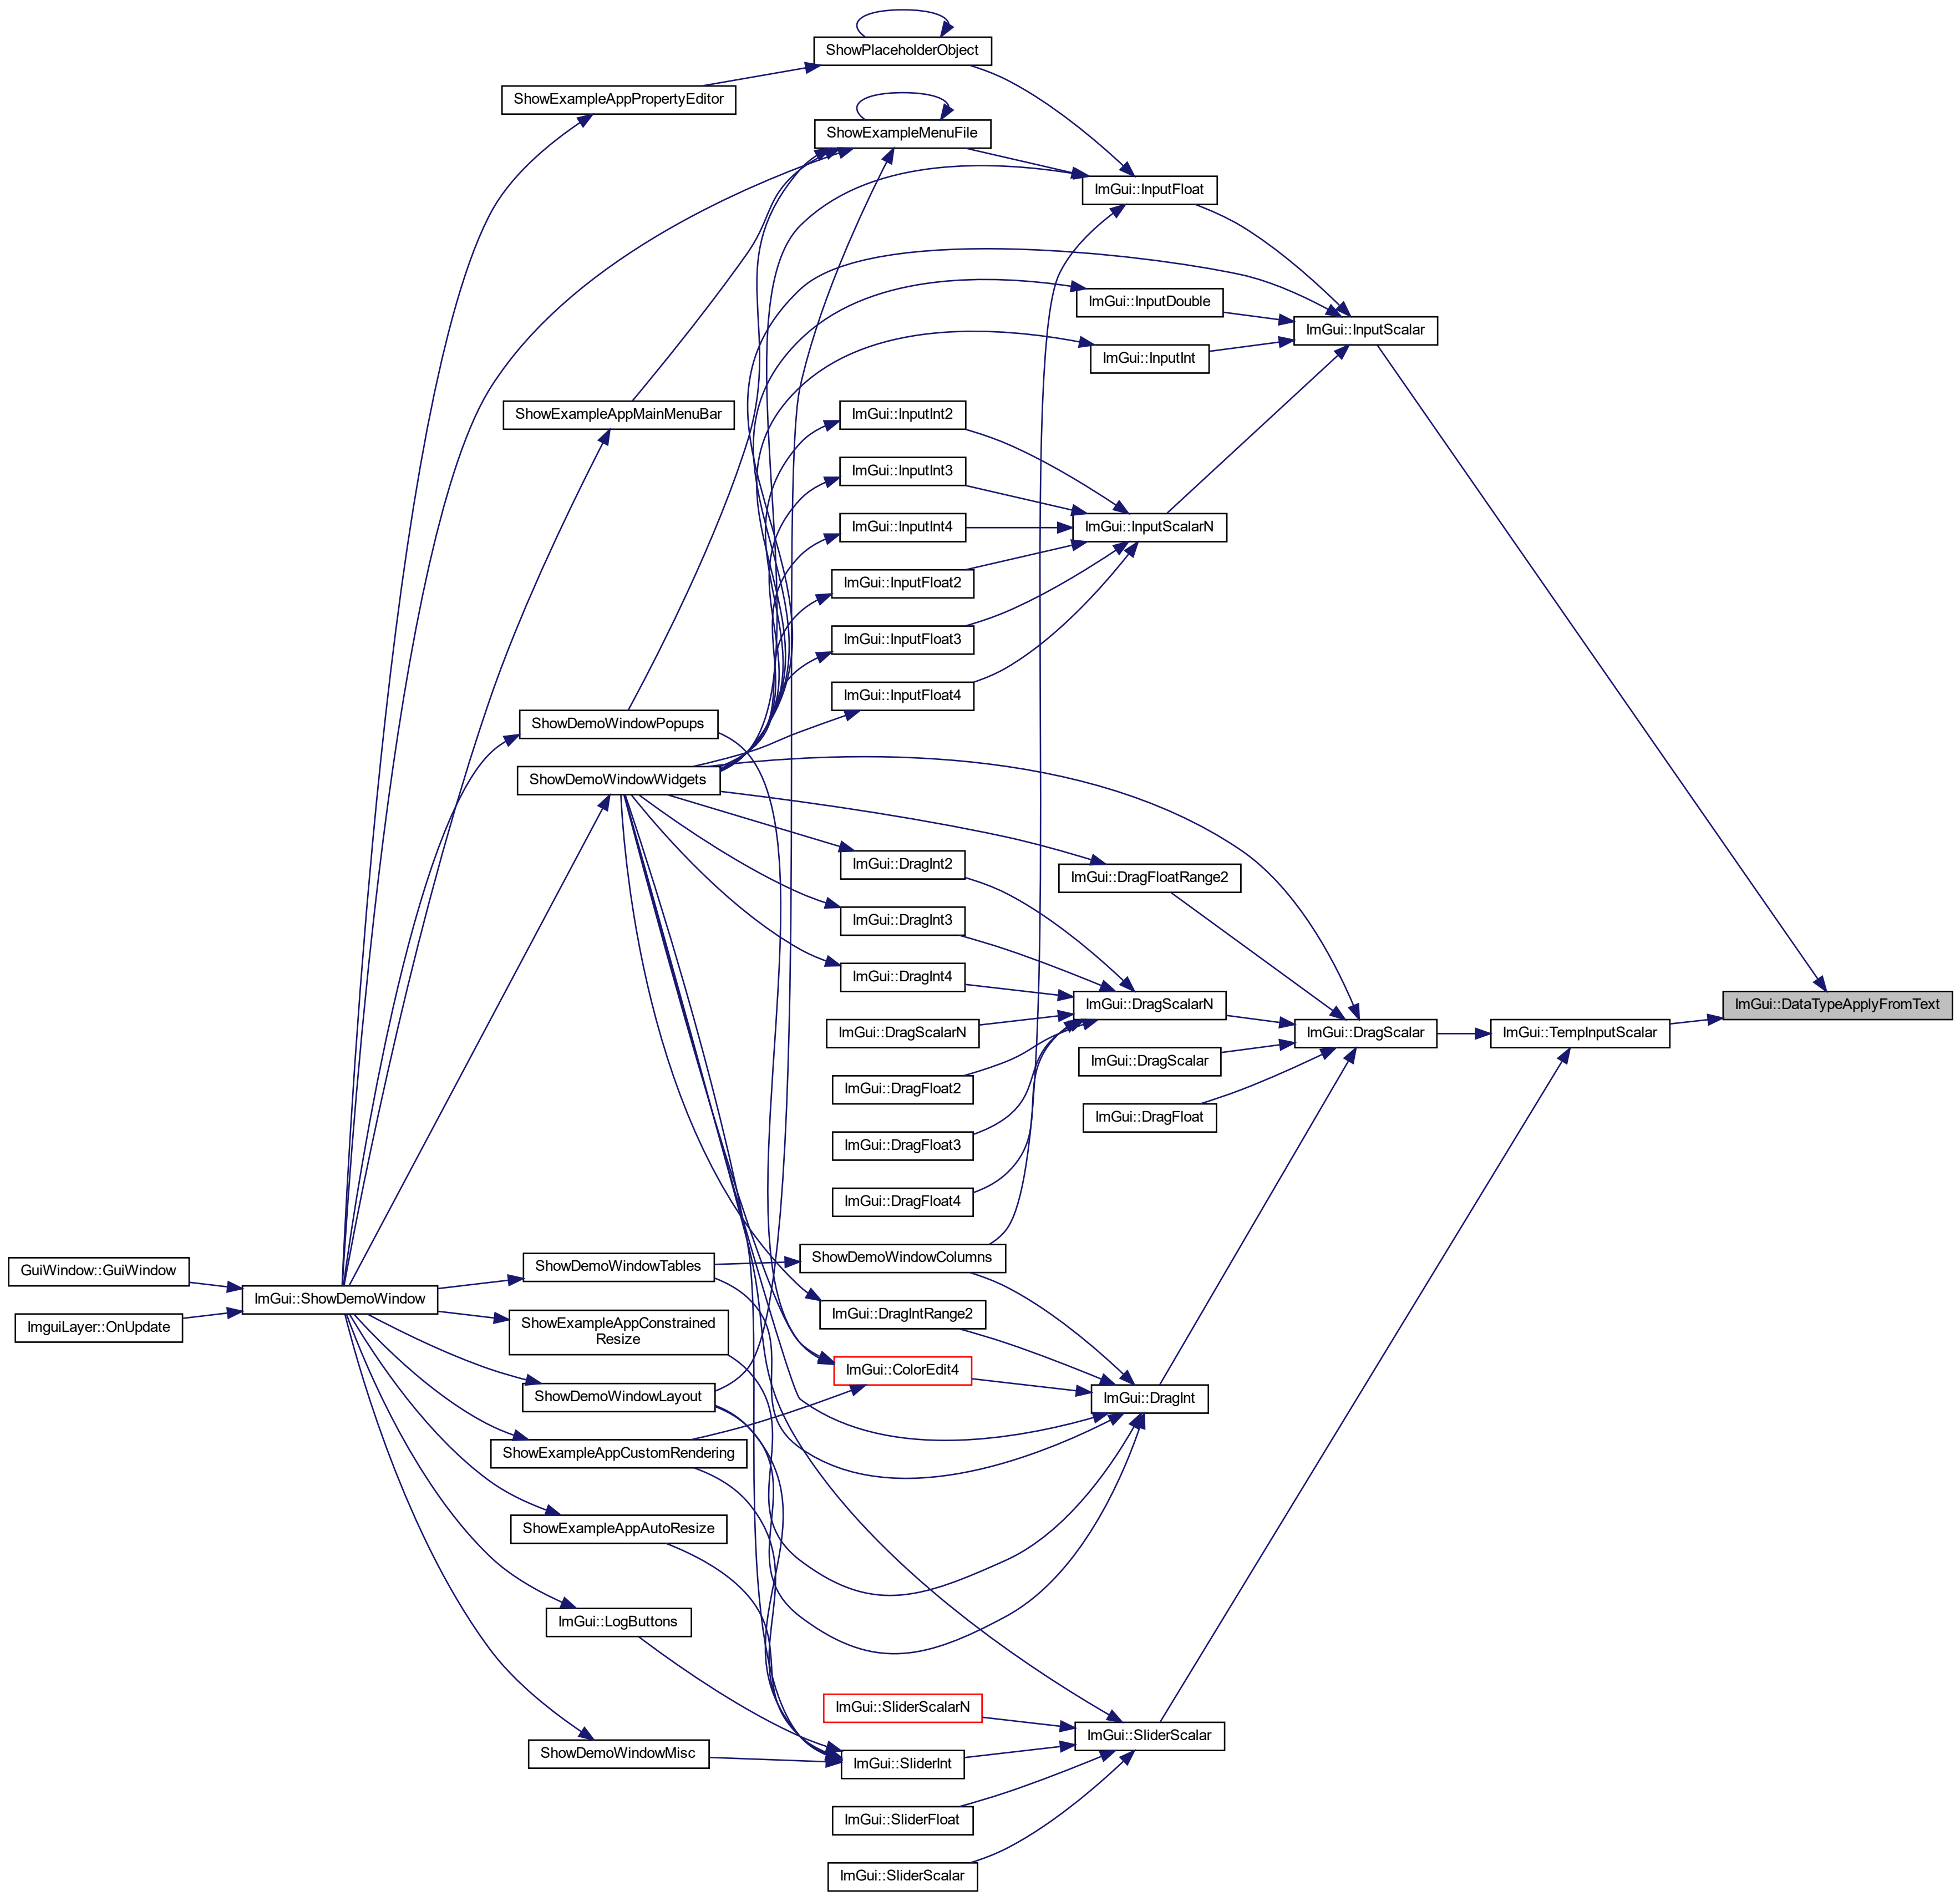 ShowPlaceholderObject
ShowExampleAppPropertyEditor
ShowExampleMenuFile
ImGui::InputFloat
ImGui::InputDouble
ImGui::InputScalar
ImGui::InputInt
ShowExampleAppMainMenuBar
ImGui::InputInt2
ImGui::InputInt3
ImGui::InputInt4
ImGui::InputScalarN
ImGui::InputFloat2
ImGui::InputFloat3
ImGui::InputFloat4
ShowDemoWindowPopups
ShowDemoWindowWidgets
ImGui::DragInt2
ImGui::DragFloatRange2
ImGui::DragInt3
ImGui::DragInt4
ImGui::DragScalarN
ImGui::DataTypeApplyFromText
ImGui::DragScalarN
ImGui::DragScalar
ImGui::TempInputScalar
ImGui::DragScalar
ImGui::DragFloat2
ImGui::DragFloat
ImGui::DragFloat3
ImGui::DragFloat4
ShowDemoWindowColumns
GuiWindow::GuiWindow
ShowDemoWindowTables
ImGui::ShowDemoWindow
ImguiLayer::OnUpdate
ShowExampleAppConstrained
Resize
ImGui::DragIntRange2
ImGui::ColorEdit4
ShowDemoWindowLayout
ImGui::DragInt
ShowExampleAppCustomRendering
ShowExampleAppAutoResize
ImGui::LogButtons
ImGui::SliderScalarN
ImGui::SliderScalar
ShowDemoWindowMisc
ImGui::SliderInt
ImGui::SliderFloat
ImGui::SliderScalar